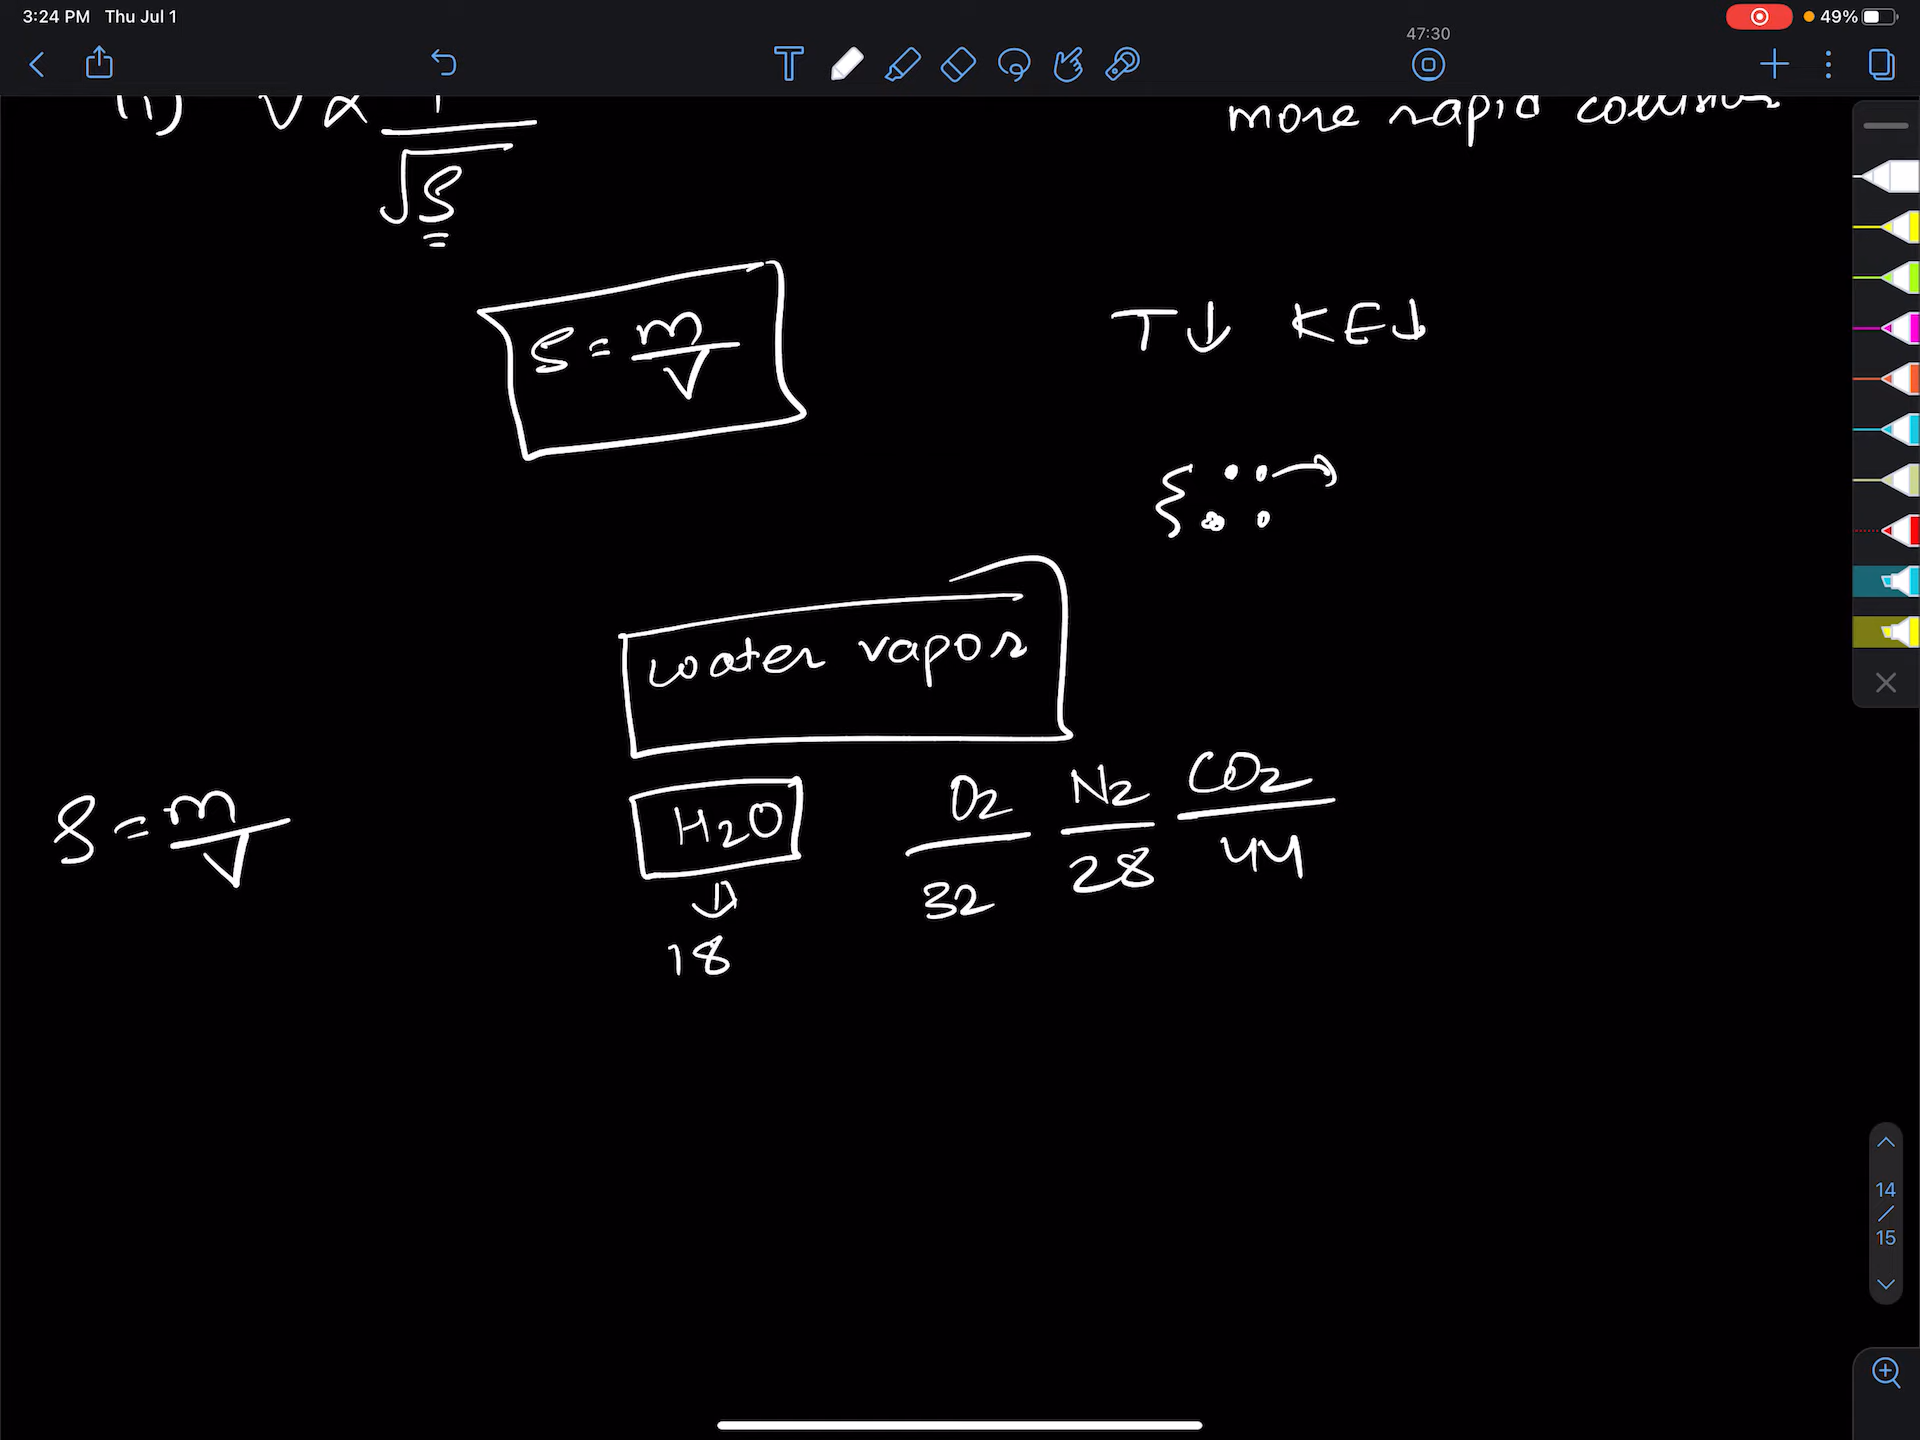 3:24 PM Thu Jul 1
49%
47:30
T
(i) V ∝ 1
√ρ
more rapid collision
ρ = m
V
T↓ KE↓
water vapor
ρ = m
V
H2O
18
O2
32
N2
28
CO2
44
14
/
15